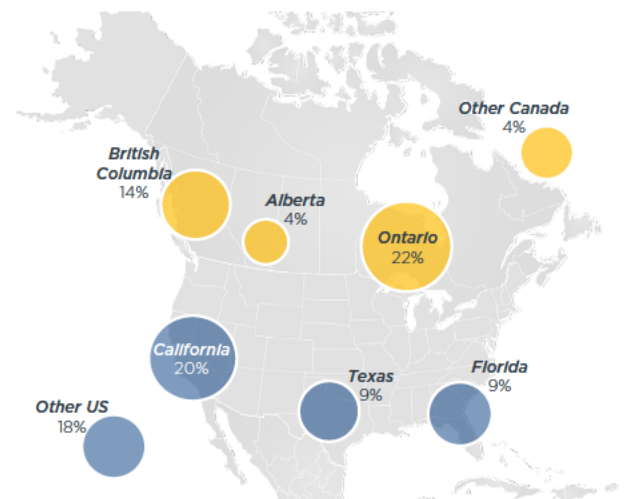 Other Canada
4%
British
Columbia
14%
Alberta
4%
Ontario
22%
California
20%
Texas
9%
Florida
9%
Other US
18%